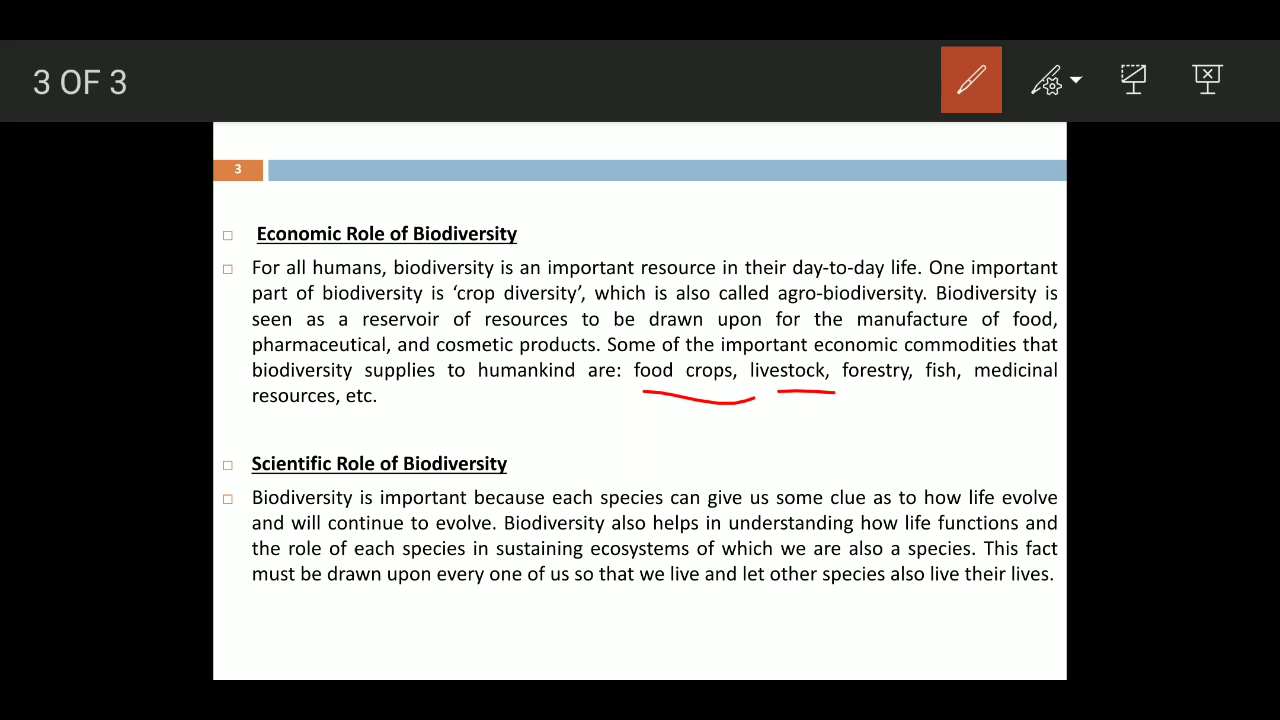 3 OF 3
3
Economic Role of Biodiversity
For all humans, biodiversity is an important resource in their day-to-day life. One important
part of biodiversity is ‘crop diversity’, which is also called agro-biodiversity. Biodiversity is
seen as a reservoir of resources to be drawn upon for the manufacture of food,
pharmaceutical, and cosmetic products. Some of the important economic commodities that
biodiversity supplies to humankind are: food crops, livestock, forestry, fish, medicinal
resources, etc.
Scientific Role of Biodiversity
Biodiversity is important because each species can give us some clue as to how life evolve
and will continue to evolve. Biodiversity also helps in understanding how life functions and
the role of each species in sustaining ecosystems of which we are also a species. This fact
must be drawn upon every one of us so that we live and let other species also live their lives.